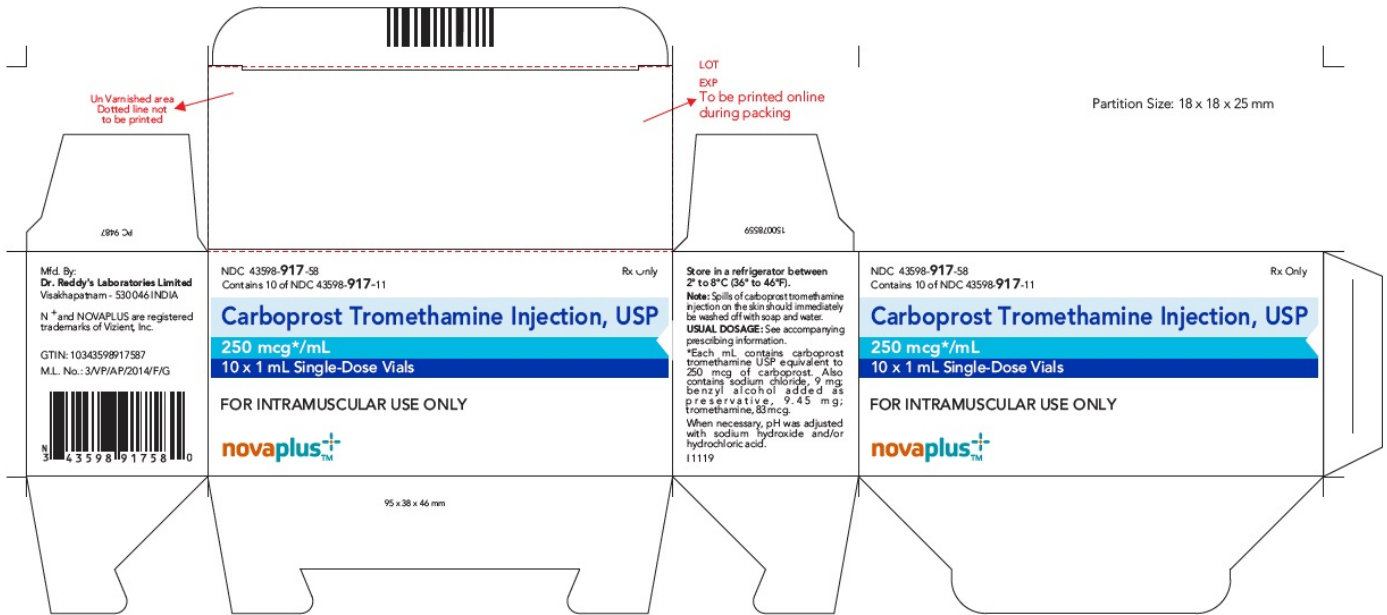 LOT
EXP
To be printed online
during packing
Un Varnished area
Dotted line not
to be printed
Partition Size: 18 x 18 x 25 mm
PC 9487
150078559
Mfd. By:
Dr. Reddy's Laboratories Limited
Visakhapatnam - 530 046 INDIA
N + and NOVAPLUS are registered
trademarks of Vizient, Inc.
GTIN: 10343598917587
M.L. No.: 3/VP/AP/2014/F/G
N
3 43598 91758 0
NDC 43598-917-58
Contains 10 of NDC 43598-917-11
Rx Only
Carboprost Tromethamine Injection, USP
250 mcg*/mL
10 x 1 mL Single-Dose Vials
FOR INTRAMUSCULAR USE ONLY
novaplus+
TM
Store in a refrigerator between
2° to 8°C (36° to 46°F).
Note: Spills of carboprost tromethamine
injection on the skin should immediately
be washed off with soap and water.
USUAL DOSAGE: See accompanying
prescribing information.
*Each mL contains carboprost
tromethamine USP equivalent to
250 mcg of carboprost. Also
contains sodium chloride, 9 mg;
benzyl alcohol added as
preservative, 9.45 mg;
tromethamine, 83 mcg.
When necessary, pH was adjusted
with sodium hydroxide and/or
hydrochloric acid.
I1119
NDC 43598-917-58
Contains 10 of NDC 43598-917-11
Rx Only
Carboprost Tromethamine Injection, USP
250 mcg*/mL
10 x 1 mL Single-Dose Vials
FOR INTRAMUSCULAR USE ONLY
novaplus+
TM
95 x 38 x 46 mm